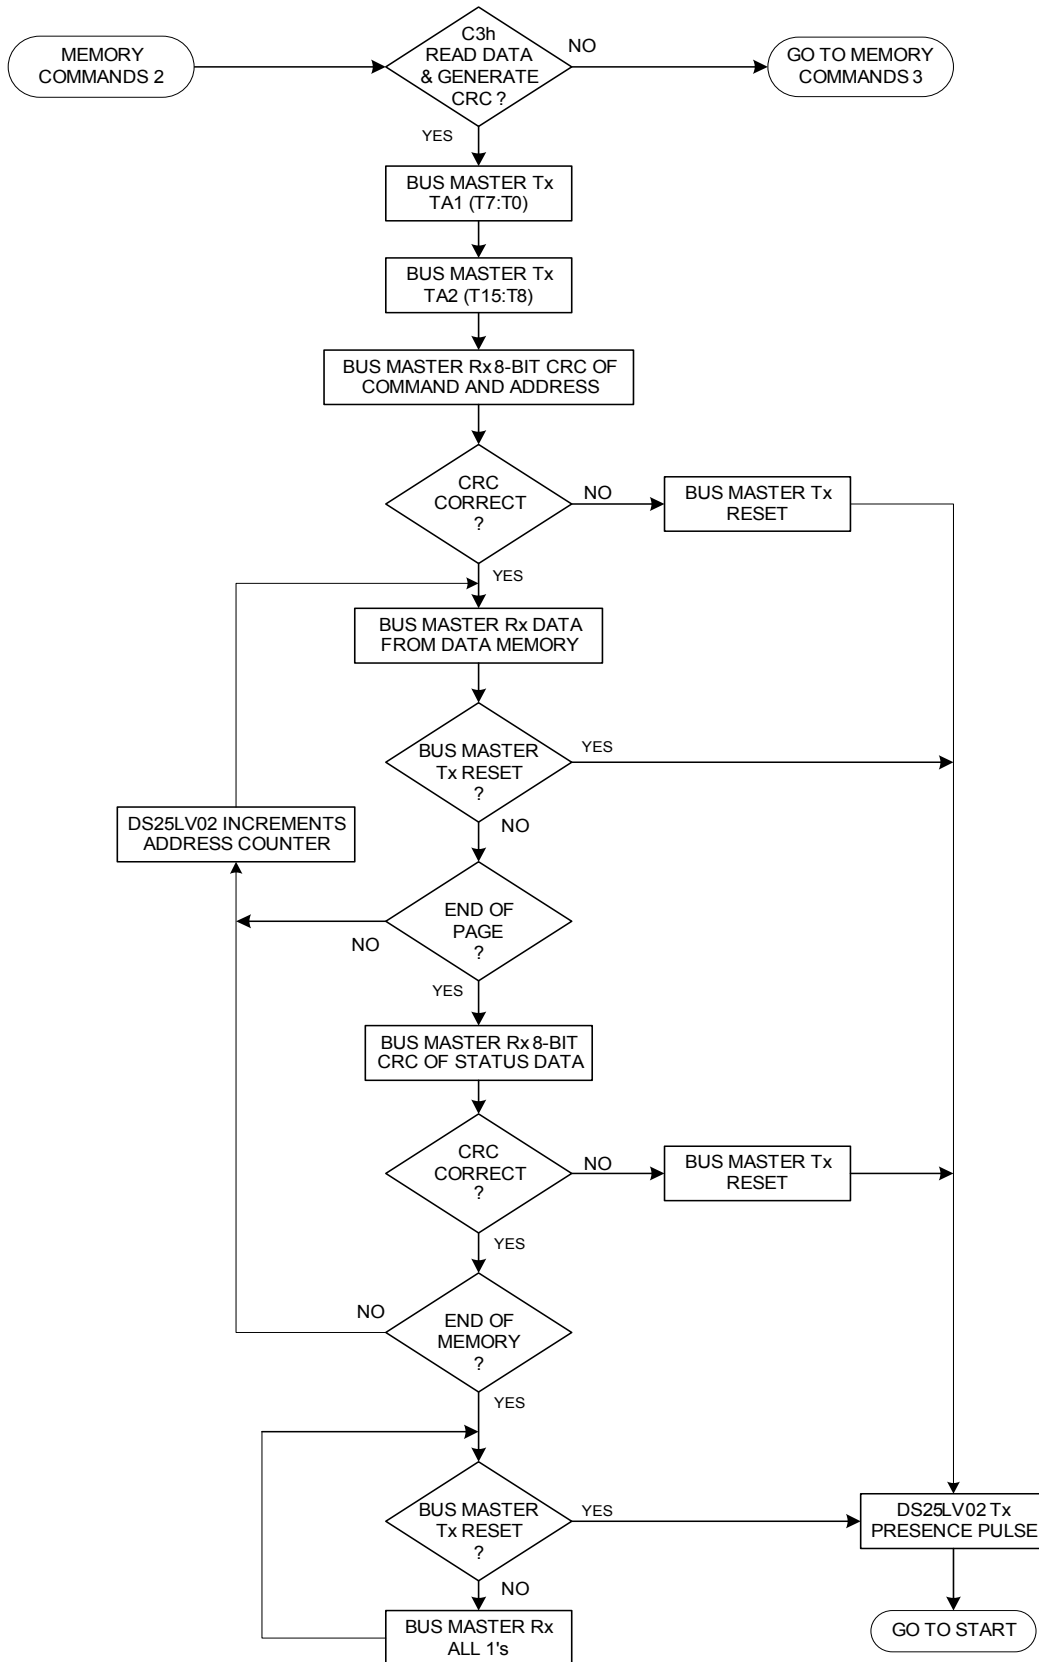 MEMORY
COMMANDS 2
C3h
READ DATA
& GENERATE
CRC ?
NO
GO TO MEMORY
COMMANDS 3
YES
BUS MASTER Tx
TA1 (T7:T0)
BUS MASTER Tx
TA2 (T15:T8)
BUS MASTER Rx 8-BIT CRC OF
COMMAND AND ADDRESS
CRC
CORRECT
?
NO
BUS MASTER Tx
RESET
YES
BUS MASTER Rx DATA
FROM DATA MEMORY
BUS MASTER
Tx RESET
?
YES
NO
DS25LV02 INCREMENTS
ADDRESS COUNTER
END OF
PAGE
?
NO
YES
BUS MASTER Rx 8-BIT
CRC OF STATUS DATA
CRC
CORRECT
?
NO
BUS MASTER Tx
RESET
YES
END OF
MEMORY
?
NO
YES
BUS MASTER
Tx RESET
?
YES
DS25LV02 Tx
PRESENCE PULSE
NO
BUS MASTER Rx
ALL 1's
GO TO START